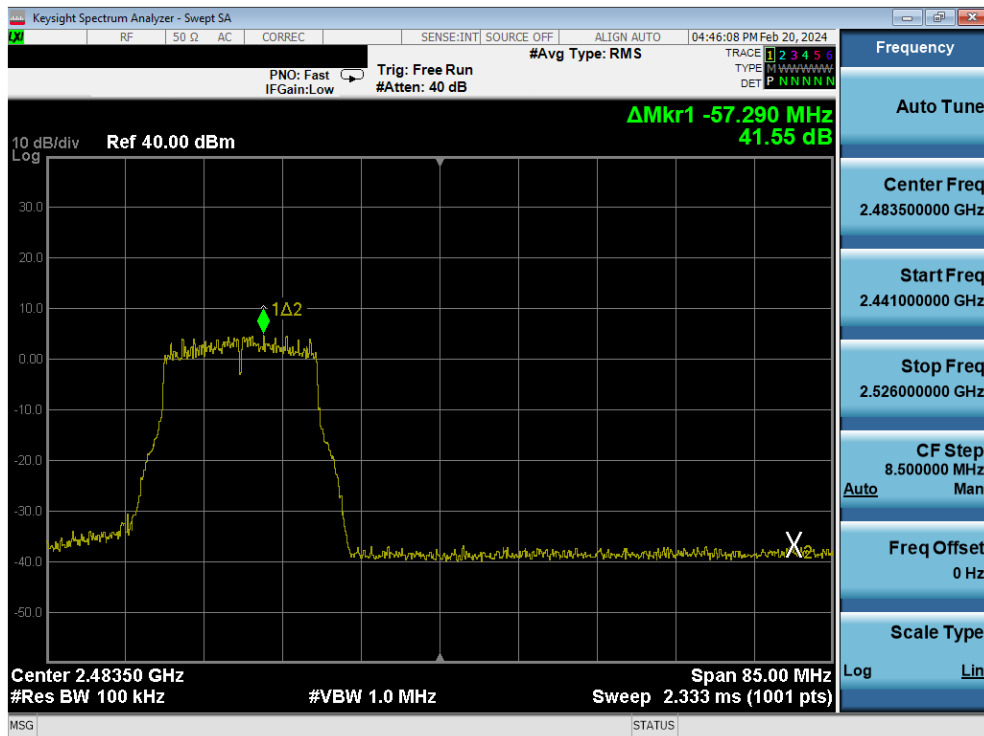 Keysight Spectrum Analyzer - Swept SA
LXI RF 50 Ω AC CORREC SENSE:INT SOURCE OFF ALIGN AUTO 04:46:08 PM Feb 20, 2024
#Avg Type: RMS
TRACE 1 2 3 4 5 6
PNO: Fast Trig: Free Run
TYPE M WWWWW
IFGain:Low #Atten: 40 dB
DET P N N N N N
ΔMkr1 -57.290 MHz
41.55 dB
10 dB/div Ref 40.00 dBm
Log
30.0
20.0
10.0
1Δ2
0.00
-10.0
-20.0
-30.0
-40.0
X2
-50.0
Center 2.48350 GHz Span 85.00 MHz
#Res BW 100 kHz #VBW 1.0 MHz Sweep 2.333 ms (1001 pts)
MSG STATUS
Frequency
Auto Tune
Center Freq
2.483500000 GHz
Start Freq
2.441000000 GHz
Stop Freq
2.526000000 GHz
CF Step
8.500000 MHz
Auto Man
Freq Offset
0 Hz
Scale Type
Log Lin